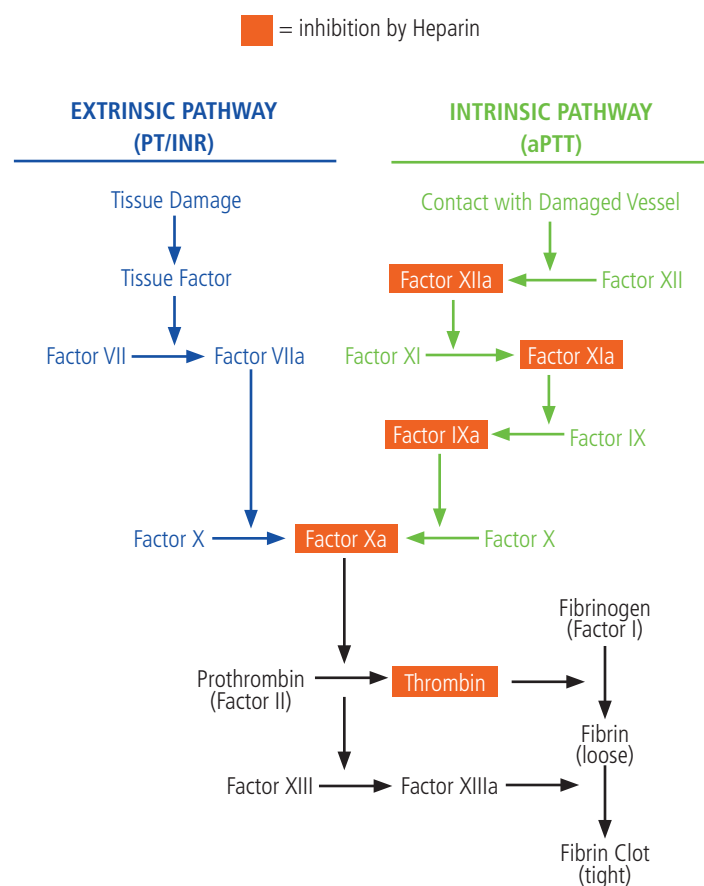 = inhibition by Heparin
EXTRINSIC PATHWAY
(PT/INR)
INTRINSIC PATHWAY
(aPTT)
Tissue Damage
Contact with Damaged Vessel
Tissue Factor
Factor XIIa
Factor XII
Factor VII
Factor VIIa
Factor XI
Factor XIa
Factor IXa
Factor IX
Factor X
Factor Xa
Factor X
Fibrinogen
(Factor I)
Prothrombin
(Factor II)
Thrombin
Fibrin
(loose)
Factor XIII
Factor XIIIa
Fibrin Clot
(tight)